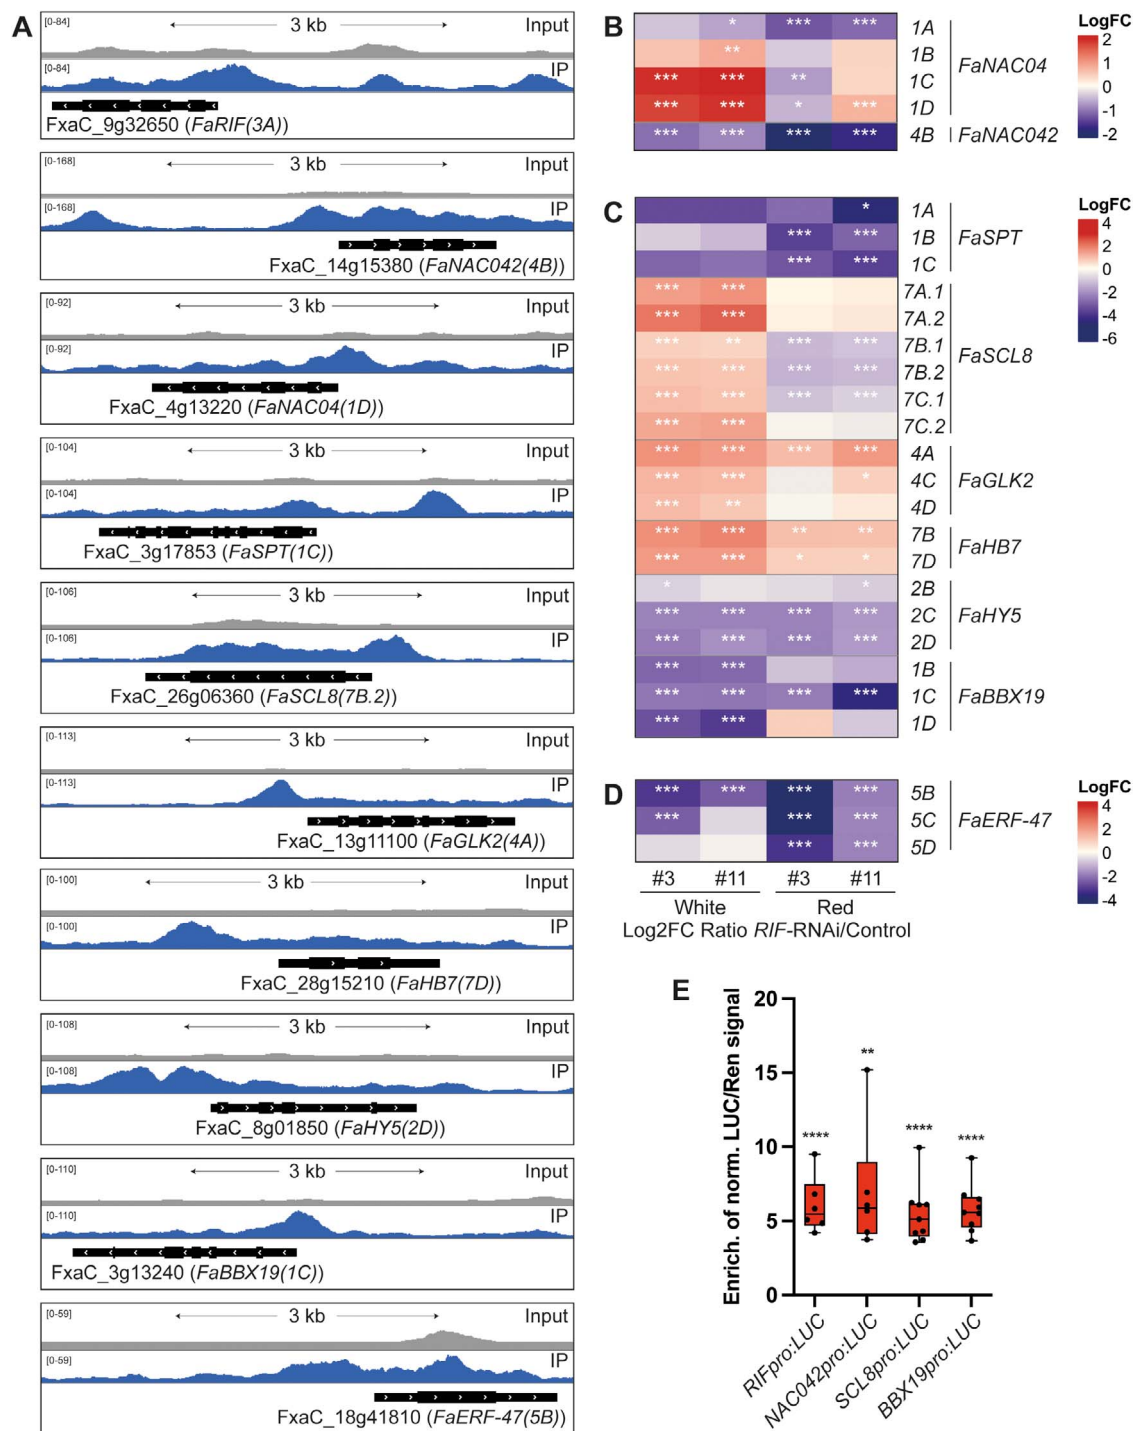 A
[0-84]
3 kb
Input
[0-84]
IP
FxaC_9g32650 (FaRIF(3A))
[0-168]
3 kb
Input
[0-168]
IP
FxaC_14g15380 (FaNAC042(4B))
[0-92]
3 kb
Input
[0-92]
IP
FxaC_4g13220 (FaNAC04(1D))
[0-104]
3 kb
Input
[0-104]
IP
FxaC_3g17853 (FaSPT(1C))
[0-106]
3 kb
Input
[0-106]
IP
FxaC_26g06360 (FaSCL8(7B.2))
[0-113]
3 kb
Input
[0-113]
IP
FxaC_13g11100 (FaGLK2(4A))
[0-100]
3 kb
Input
[0-100]
IP
FxaC_28g15210 (FaHB7(7D))
[0-108]
3 kb
Input
[0-108]
IP
FxaC_8g01850 (FaHY5(2D))
[0-110]
3 kb
Input
[0-110]
IP
FxaC_3g13240 (FaBBX19(1C))
[0-59]
3 kb
Input
[0-59]
IP
FxaC_18g41810 (FaERF-47(5B))
B
* *** *** 1A
** 1B
*** *** ** 1C
*** *** * *** 1D
FaNAC04
*** *** *** *** 4B FaNAC042
LogFC
2
1
0
-1
-2
C
* 1A
*** *** 1B
*** *** 1C
FaSPT
*** *** 7A.1
*** *** 7A.2
*** ** *** *** 7B.1
*** *** *** *** 7B.2
*** *** *** *** 7C.1
*** *** 7C.2
FaSCL8
*** *** *** *** 4A
*** *** * 4C
*** ** 4D
FaGLK2
*** *** ** ** 7B
*** *** * * 7D
FaHB7
* * 2B
*** *** *** *** 2C
*** *** *** *** 2D
FaHY5
*** *** 1B
*** *** *** *** 1C
*** *** 1D
FaBBX19
LogFC
4
2
0
-2
-4
-6
D
*** *** *** *** 5B
*** *** *** 5C
*** *** 5D
FaERF-47
LogFC
4
2
0
-2
-4
#3 #11 #3 #11
White Red
Log2FC Ratio RIF-RNAi/Control
E
Enrich. of norm. LUC/Ren signal
20
15
10
5
0
**** ** **** ****
RIFpro:LUC
NAC042pro:LUC
SCL8pro:LUC
BBX19pro:LUC